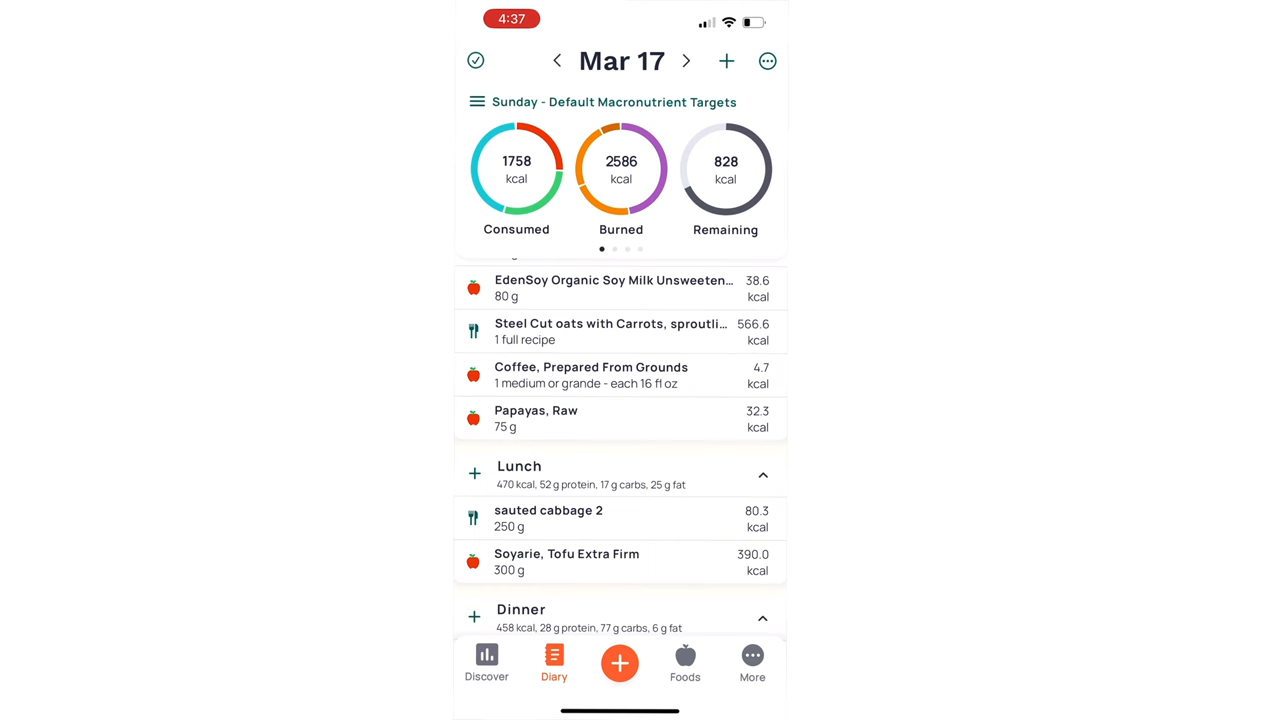 4:37
Mar 17
Sunday - Default Macronutrient Targets
1758
kcal
Consumed
2586
kcal
Burned
828
kcal
Remaining
EdenSoy Organic Soy Milk Unsweeten... 38.6
80 g kcal
Steel Cut oats with Carrots, sproutli... 566.6
1 full recipe kcal
Coffee, Prepared From Grounds 4.7
1 medium or grande - each 16 fl oz kcal
Papayas, Raw 32.3
75 g kcal
Lunch
470 kcal, 52 g protein, 17 g carbs, 25 g fat
sauted cabbage 2 80.3
250 g kcal
Soyarie, Tofu Extra Firm 390.0
300 g kcal
Dinner
458 kcal, 28 g protein, 77 g carbs, 6 g fat
Discover Diary Foods More